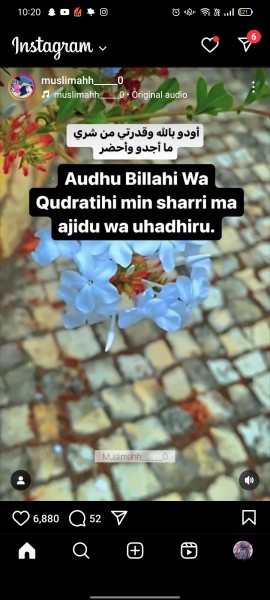 10:20
Instagram
6
muslimahh____0
muslimahh____0 • Original audio
أودو بالله وقدرتي من شري
ما أجدو وأحضر
Audhu Billahi Wa
Qudratihi min sharri ma
ajidu wa uhadhiru.
Muslimahh____0
6,880
52